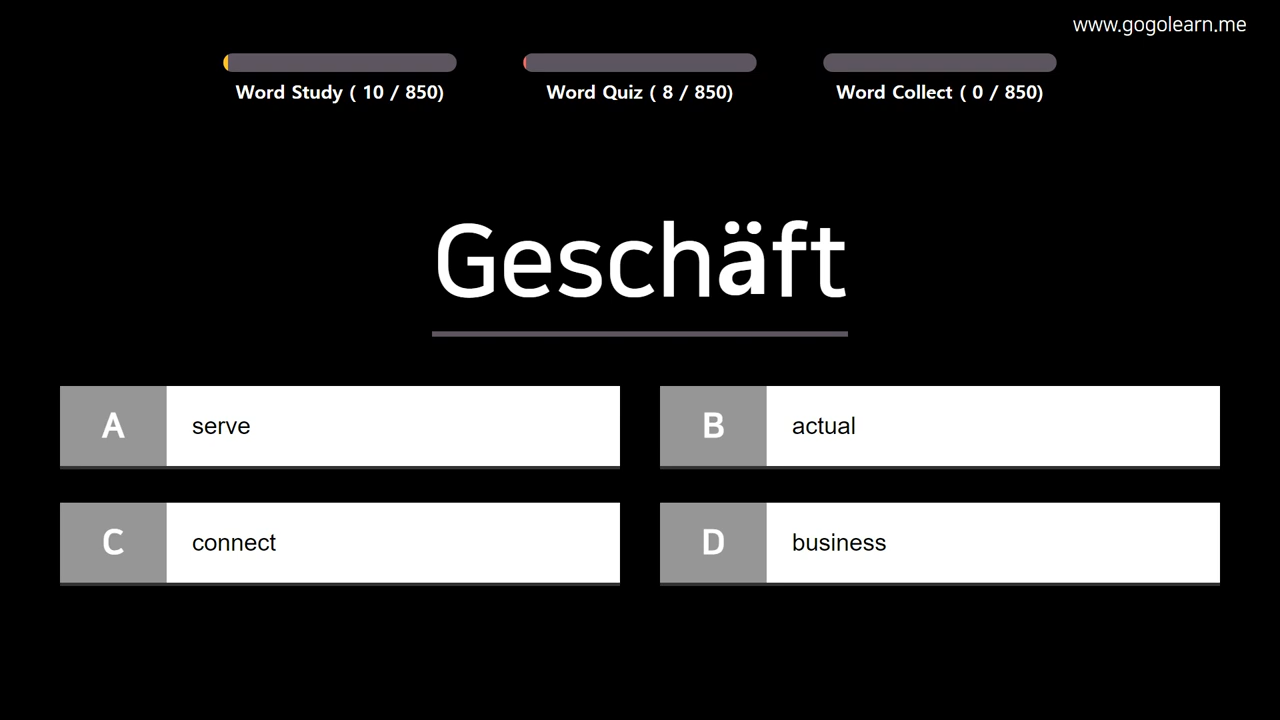 www.gogolearn.me
Word Study ( 10 / 850)
Word Quiz ( 8 / 850)
Word Collect ( 0 / 850)
Geschäft
A serve
B actual
C connect
D business